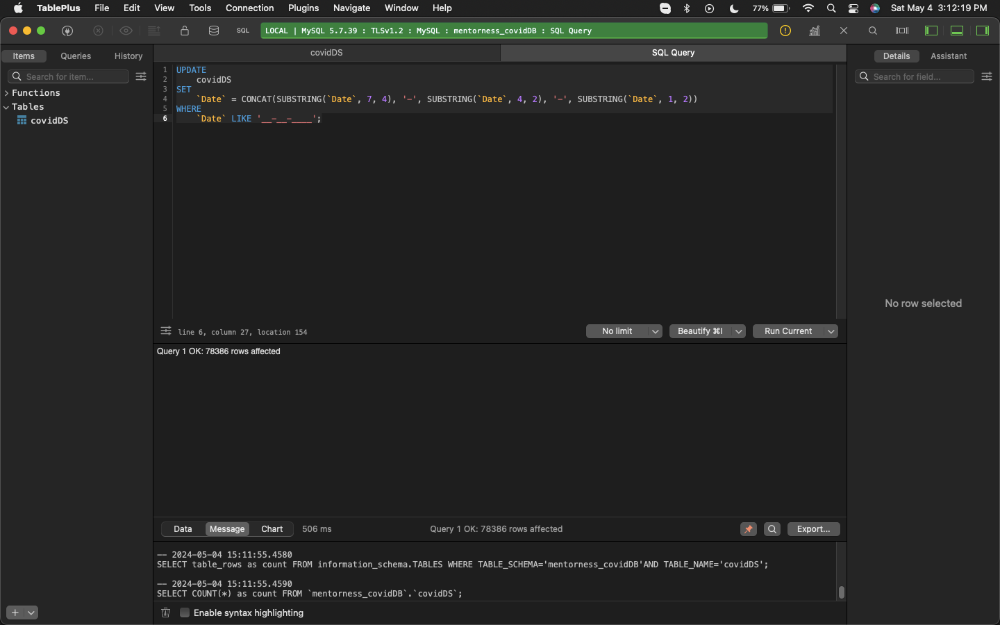 TablePlus File Edit View Tools Connection Plugins Navigate Window Help 77% Sat May 4 3:12:19 PM
SQL LOCAL | MySQL 5.7.39 : TLSv1.2 : MySQL : mentorness_covidDB : SQL Query
Items Queries History
Search for item...
Functions
Tables
covidDS
covidDS SQL Query
1 UPDATE
2 covidDS
3 SET
4 `Date` = CONCAT(SUBSTRING(`Date`, 7, 4), '-', SUBSTRING(`Date`, 4, 2), '-', SUBSTRING(`Date`, 1, 2))
5 WHERE
6 `Date` LIKE '__-__-____';
line 6, column 27, location 154
No limit Beautify ⌘I Run Current
Query 1 OK: 78386 rows affected
Data Message Chart 506 ms Query 1 OK: 78386 rows affected Export...
-- 2024-05-04 15:11:55.4580
SELECT table_rows as count FROM information_schema.TABLES WHERE TABLE_SCHEMA='mentorness_covidDB'AND TABLE_NAME='covidDS';
-- 2024-05-04 15:11:55.4590
SELECT COUNT(*) as count FROM `mentorness_covidDB`.`covidDS`;
Enable syntax highlighting
Details Assistant
Search for field...
No row selected